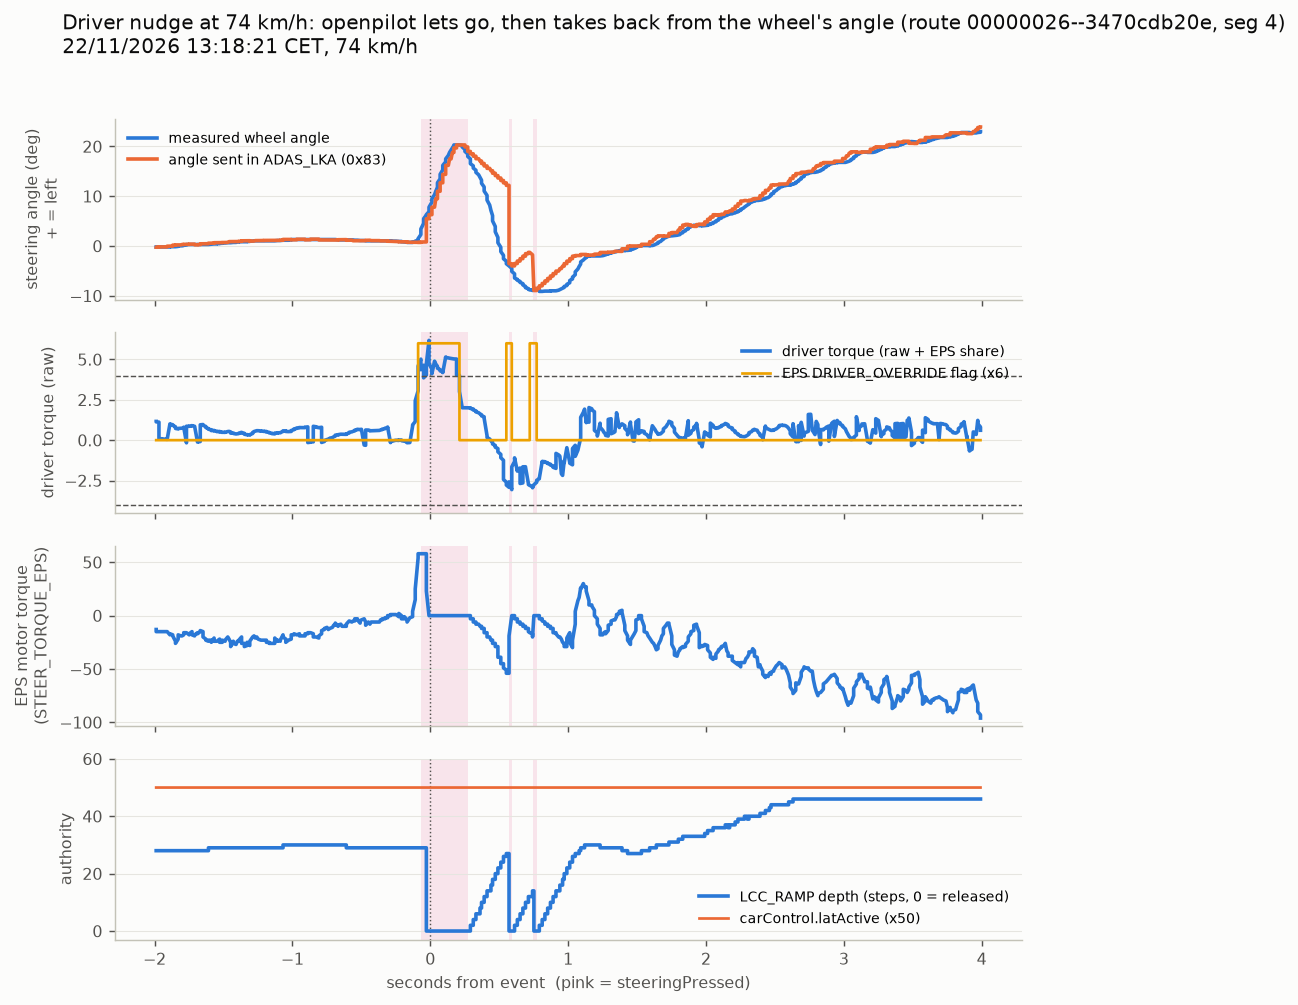 Driver nudge at 74 km/h: openpilot lets go, then takes back from the wheel's angle (route 00000026--3470cdb20e, seg 4)
22/11/2026 13:18:21 CET, 74 km/h
steering angle (deg)
+ = left
20
10
0
−10
measured wheel angle
angle sent in ADAS_LKA (0x83)
driver torque (raw)
5.0
2.5
0.0
−2.5
driver torque (raw + EPS share)
EPS DRIVER_OVERRIDE flag (x6)
EPS motor torque
(STEER_TORQUE_EPS)
50
0
−50
−100
authority
60
40
20
0
LCC_RAMP depth (steps, 0 = released)
carControl.latActive (x50)
−2
−1
0
1
2
3
4
seconds from event  (pink = steeringPressed)